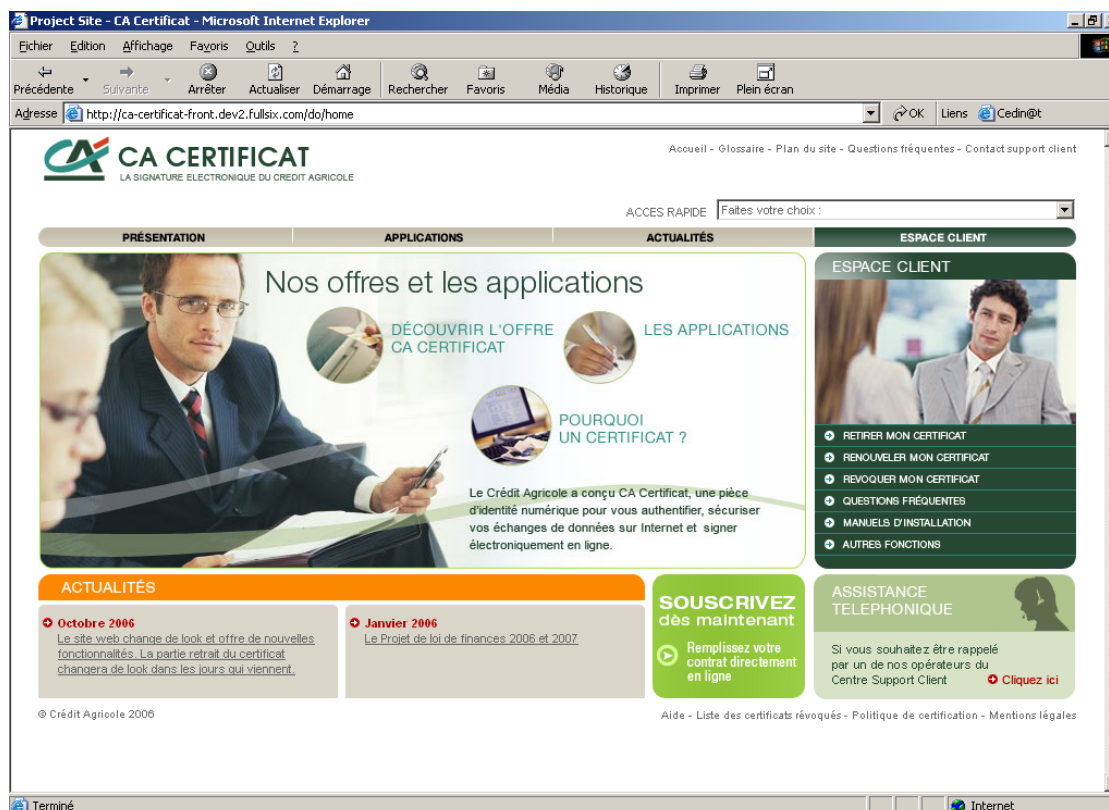 Project Site - CA Certificat - Microsoft Internet Explorer
Eichier Edition Affichage Favoris Outils ?
Précédente Suivante Arrêter Actualiser Démarrage Rechercher Favoris Média Historique Imprimer Plein écran
Adresse http://ca-certificat-front.dev2.fullsix.com/do/home OK Liens Cedin@t
CA CERTIFICAT
LA SIGNATURE ELECTRONIQUE DU CREDIT AGRICOLE
Accueil - Glossaire - Plan du site - Questions fréquentes - Contact support client
ACCES RAPIDE Faites votre choix :
PRÉSENTATION APPLICATIONS ACTUALITÉS ESPACE CLIENT
Nos offres et les applications
DÉCOUVRIR L'OFFRE
CA CERTIFICAT
LES APPLICATIONS
POURQUOI
UN CERTIFICAT ?
Le Crédit Agricole a conçu CA Certificat, une pièce
d'identité numérique pour vous authentifier, sécuriser
vos échanges de données sur Internet et signer
électroniquement en ligne.
ESPACE CLIENT
RETIRER MON CERTIFICAT
RENOUVELER MON CERTIFICAT
REVOQUER MON CERTIFICAT
QUESTIONS FRÉQUENTES
MANUELS D'INSTALLATION
AUTRES FONCTIONS
ACTUALITÉS
Octobre 2006
Le site web change de look et offre de nouvelles
fonctionnalités. La partie retrait du certificat
changera de look dans les jours qui viennent.
Janvier 2006
Le Projet de loi de finances 2006 et 2007
SOUSCRIVEZ
dès maintenant
Remplissez votre
contrat directement
en ligne
ASSISTANCE
TELEPHONIQUE
Si vous souhaitez être rappelé
par un de nos opérateurs du
Centre Support Client Cliquez ici
© Crédit Agricole 2006
Aide - Liste des certificats révoqués - Politique de certification - Mentions légales
Terminé Internet